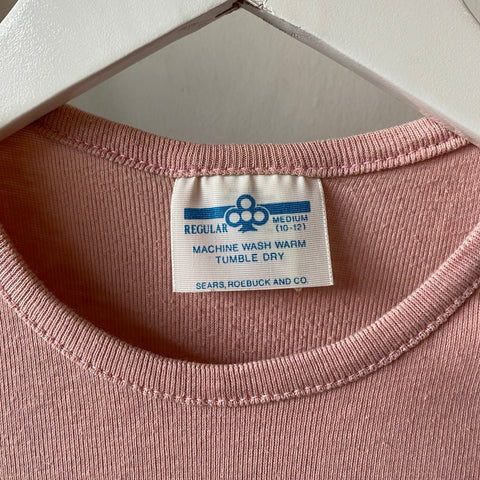 REGULAR MEDIUM
(10-12)
MACHINE WASH WARM
TUMBLE DRY
SEARS, ROEBUCK AND CO.